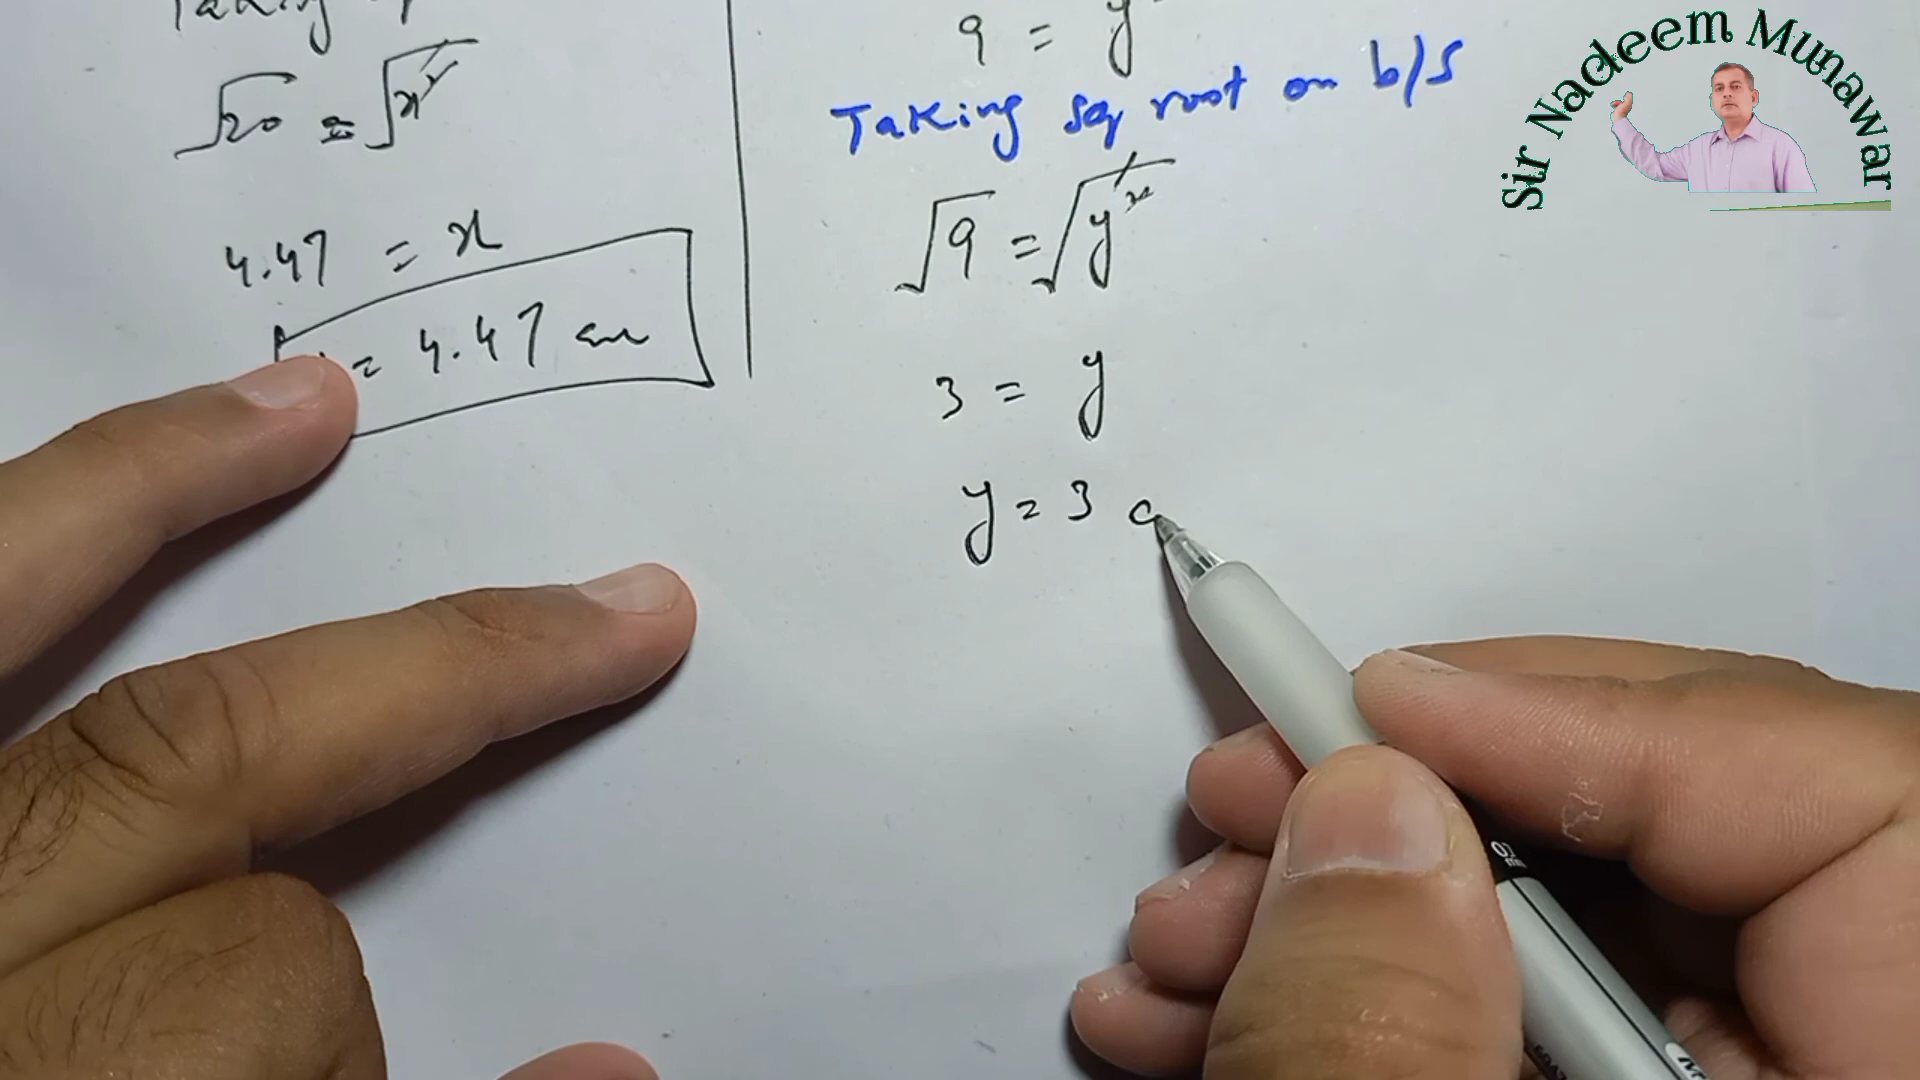 Taking
√20 = √x²
4.47 = x
= 4.47 cm
9 = y²
Taking sq root on b/s
√9 = √y²
3 = y
y = 3 c
Sir Nadeem Munawar